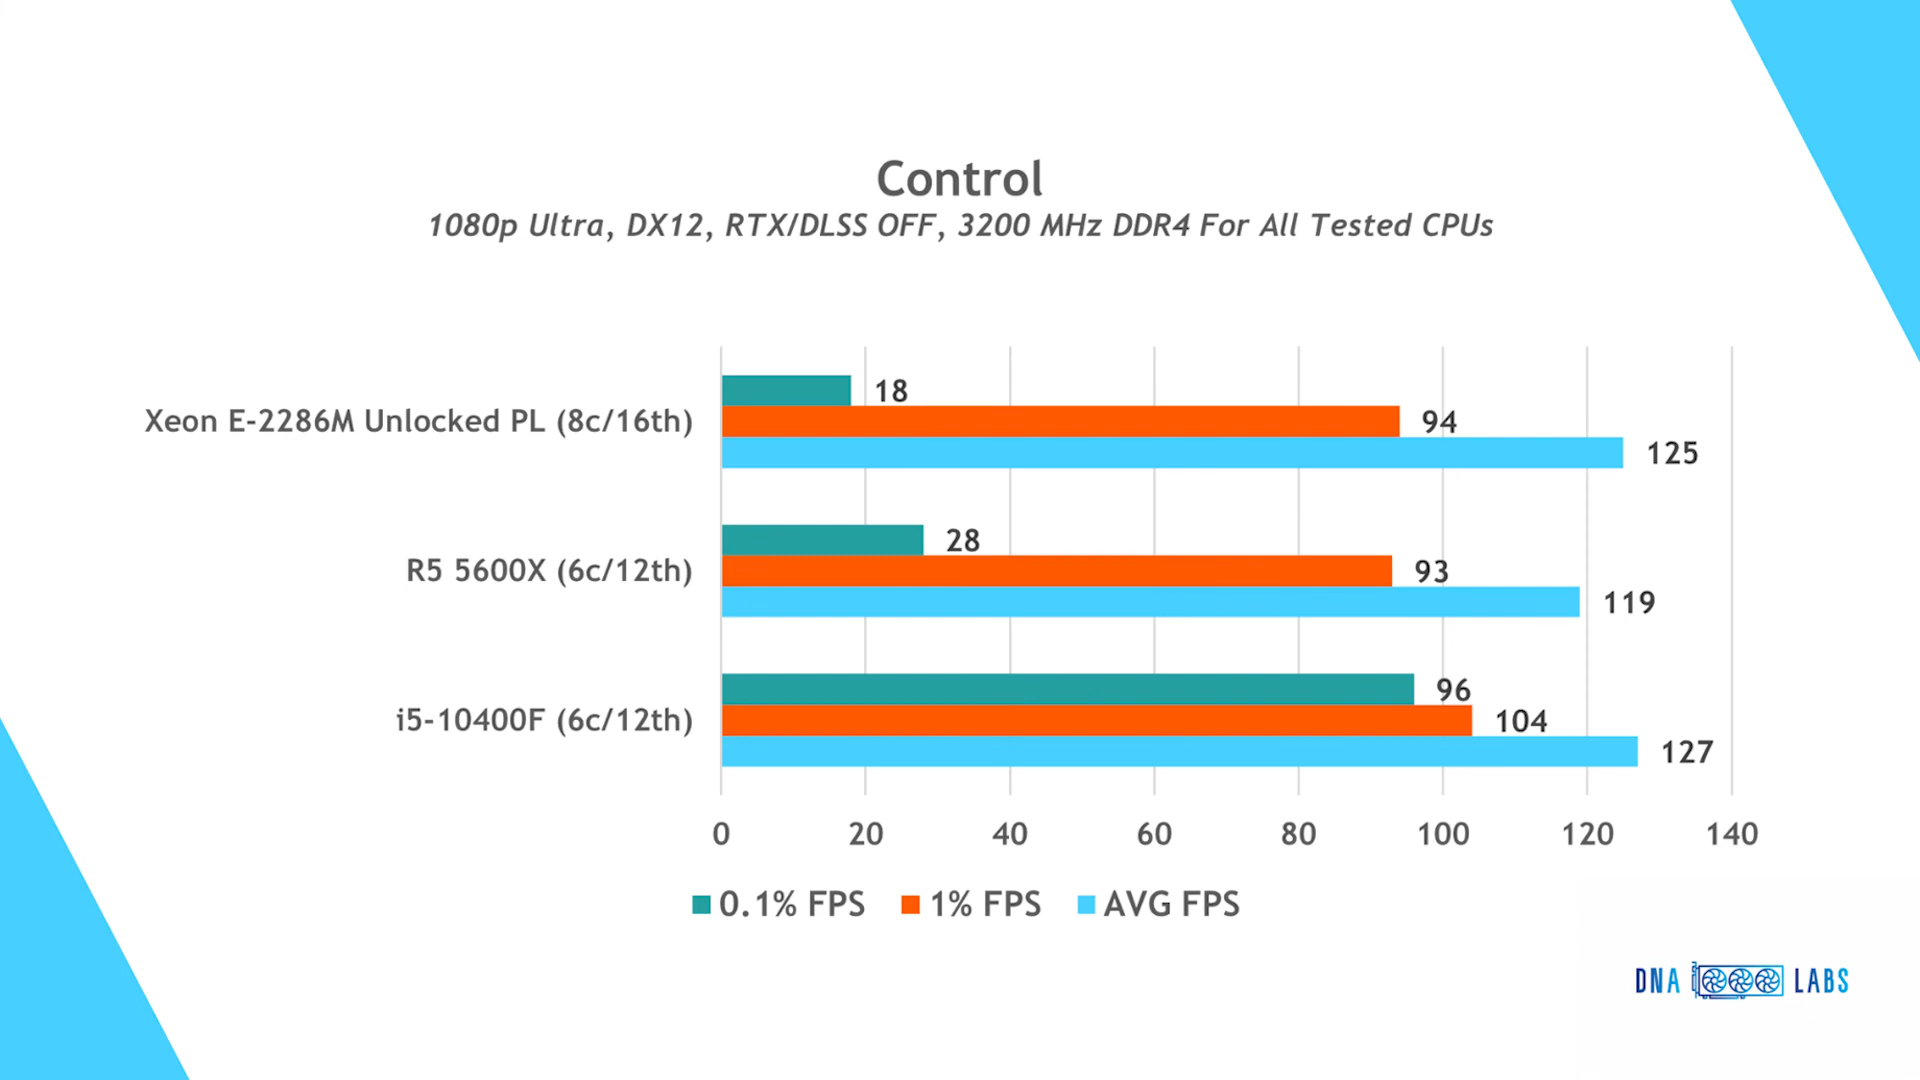 Control
1080p Ultra, DX12, RTX/DLSS OFF, 3200 MHz DDR4 For All Tested CPUs
Xeon E-2286M Unlocked PL (8c/16th)
18
94
125
R5 5600X (6c/12th)
28
93
119
i5-10400F (6c/12th)
96
104
127
0 20 40 60 80 100 120 140
0.1% FPS 1% FPS AVG FPS
DNA LABS